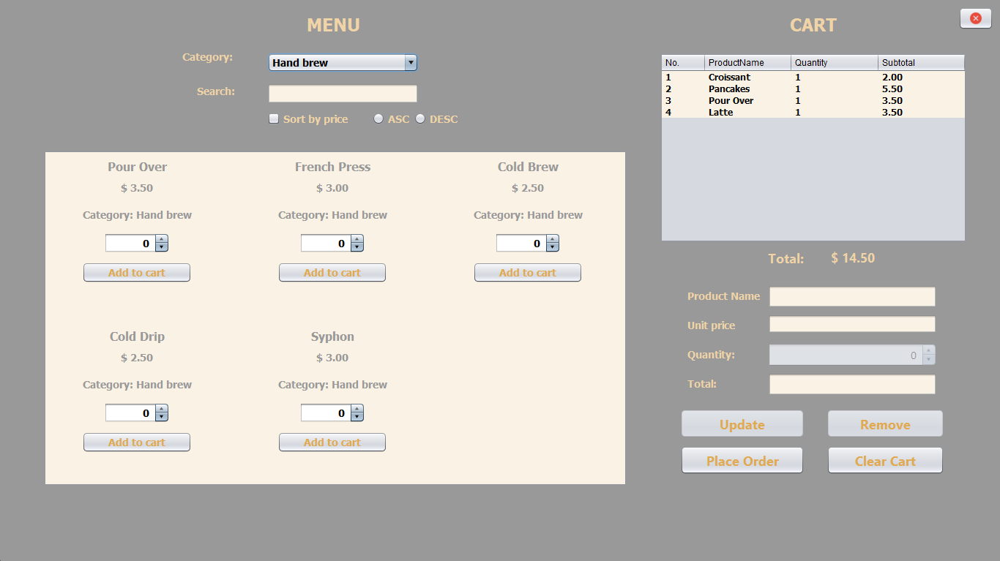 MENU
Category: Hand brew
Search:
Sort by price ASC DESC
Pour Over French Press Cold Brew
$ 3.50 $ 3.00 $ 2.50
Category: Hand brew Category: Hand brew Category: Hand brew
0 0 0
Add to cart Add to cart Add to cart
Cold Drip Syphon
$ 2.50 $ 3.00
Category: Hand brew Category: Hand brew
0 0
Add to cart Add to cart
CART
No. ProductName Quantity Subtotal
1 Croissant 1 2.00
2 Pancakes 1 5.50
3 Pour Over 1 3.50
4 Latte 1 3.50
Total: $ 14.50
Product Name
Unit price
Quantity: 0
Total:
Update Remove
Place Order Clear Cart